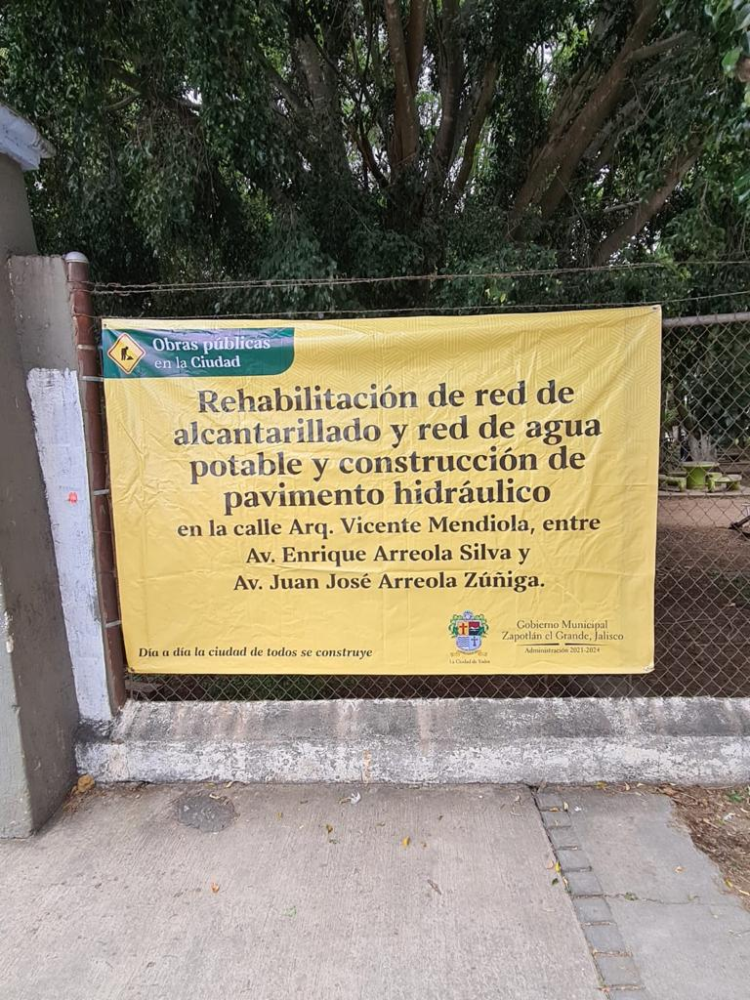 Obras públicas
en la Ciudad
Rehabilitación de red de
alcantarillado y red de agua
potable y construcción de
pavimento hidráulico
en la calle Arq. Vicente Mendiola, entre
Av. Enrique Arreola Silva y
Av. Juan José Arreola Zúñiga.
Día a día la ciudad de todos se construye
La Ciudad de Todos
Gobierno Municipal
Zapotlán el Grande, Jalisco
Administración 2021-2024